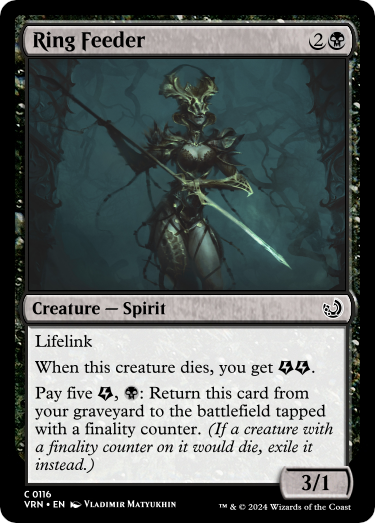 Ring Feeder 2
Creature — Spirit
Lifelink
When this creature dies, you get.
Pay five , : Return this card from
your graveyard to the battlefield tapped
with a finality counter. (If a creature with
a finality counter on it would die, exile it
instead.)
3/1
C 0116
VRN • EN Vladimir Matyukhin
™ & © 2024 Wizards of the Coast